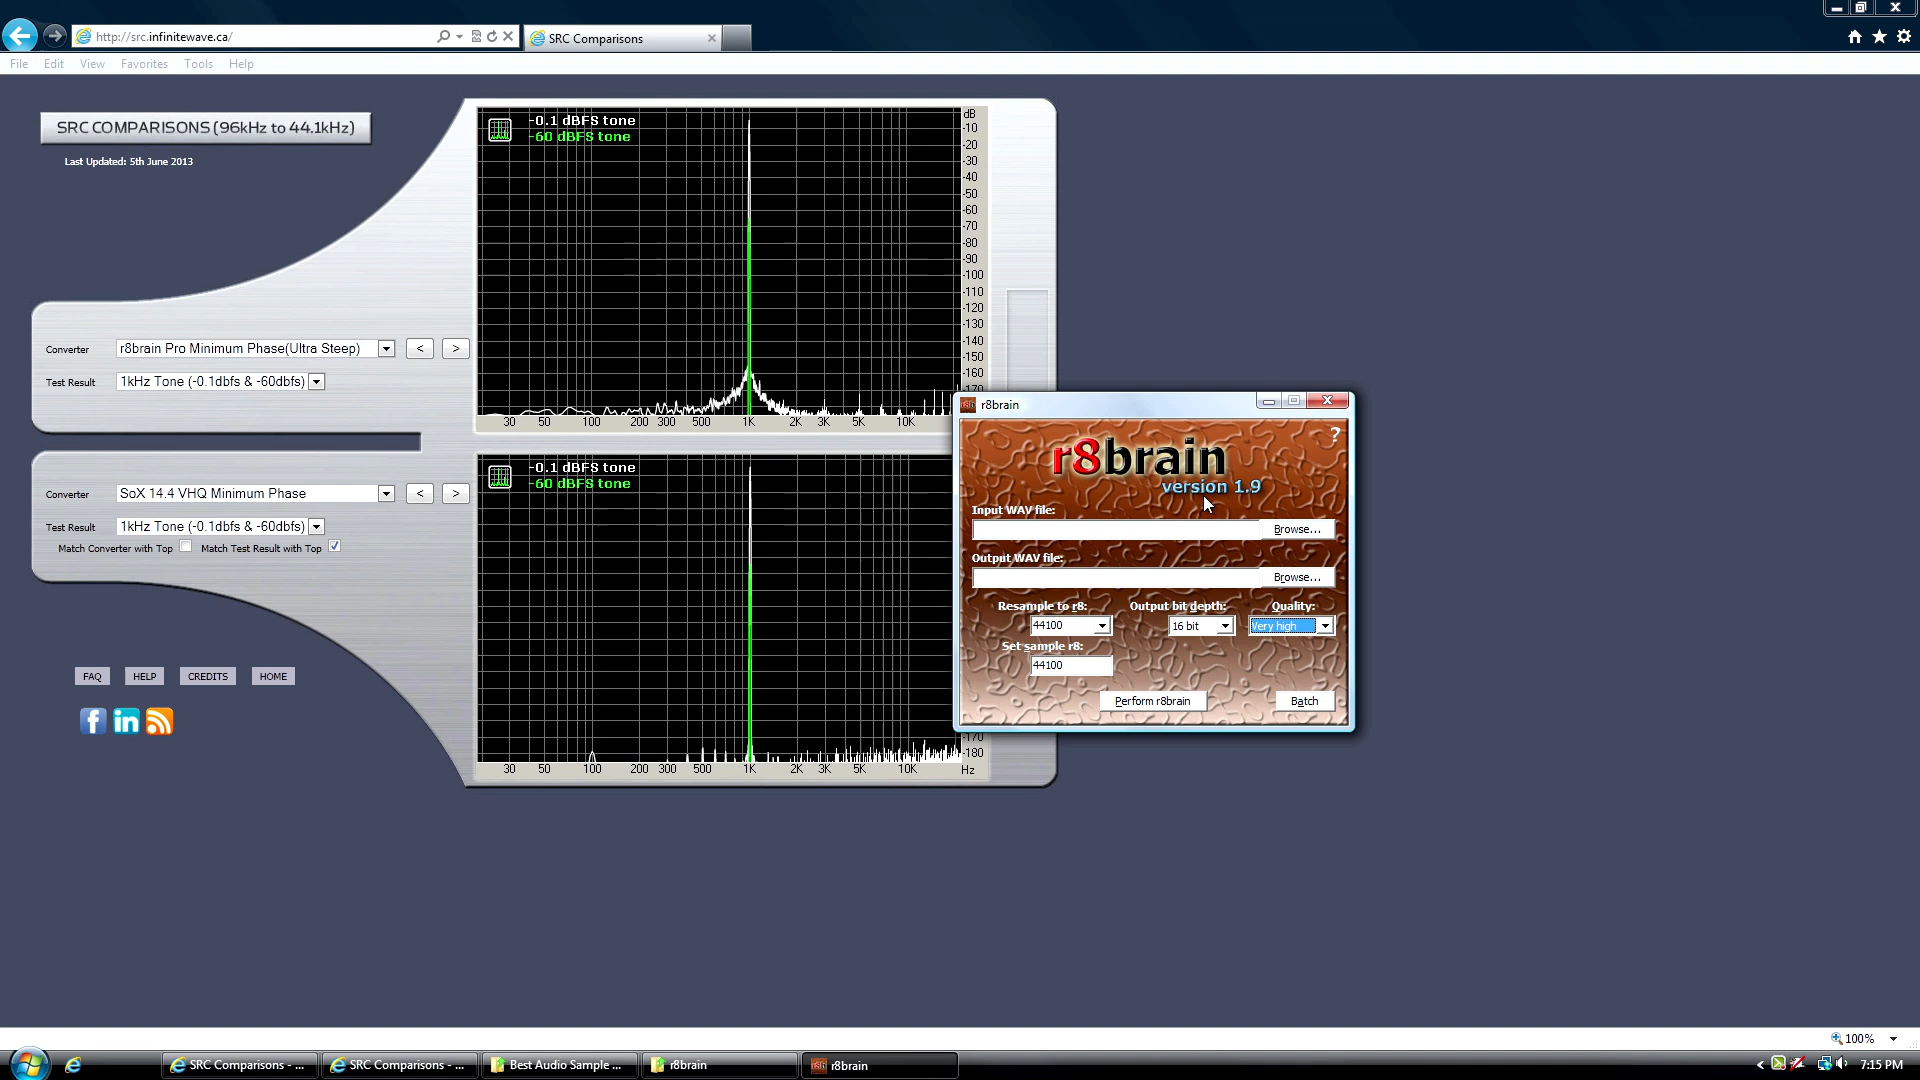 http://src.infinitewave.ca/
SRC Comparisons
File Edit View Favorites Tools Help
SRC COMPARISONS (96kHz to 44.1kHz)
Last Updated: 5th June 2013
-0.1 dBFS tone
-60 dBFS tone
dB
-10
-20
-30
-40
-50
-60
-70
-80
-90
-100
-110
-120
-130
-140
-150
-160
-170
30 50 100 200 300 500 1K 2K 3K 5K 10K
Converter r8brain Pro Minimum Phase(Ultra Steep) < >
Test Result 1kHz Tone (-0.1dbfs & -60dbfs)
-0.1 dBFS tone
-60 dBFS tone
Converter SoX 14.4 VHQ Minimum Phase < >
Test Result 1kHz Tone (-0.1dbfs & -60dbfs)
Match Converter with Top Match Test Result with Top
-170
-180
30 50 100 200 300 500 1K 2K 3K 5K 10K Hz
FAQ HELP CREDITS HOME
r8brain
?
r8brain
version 1.9
Input WAV file:
Browse...
Output WAV file:
Browse...
Resample to r8: Output bit depth: Quality:
44100 16 bit Very high
Set sample r8:
44100
Perform r8brain Batch
100%
SRC Comparisons - ... SRC Comparisons - ... Best Audio Sample ... r8brain r8brain 7:15 PM